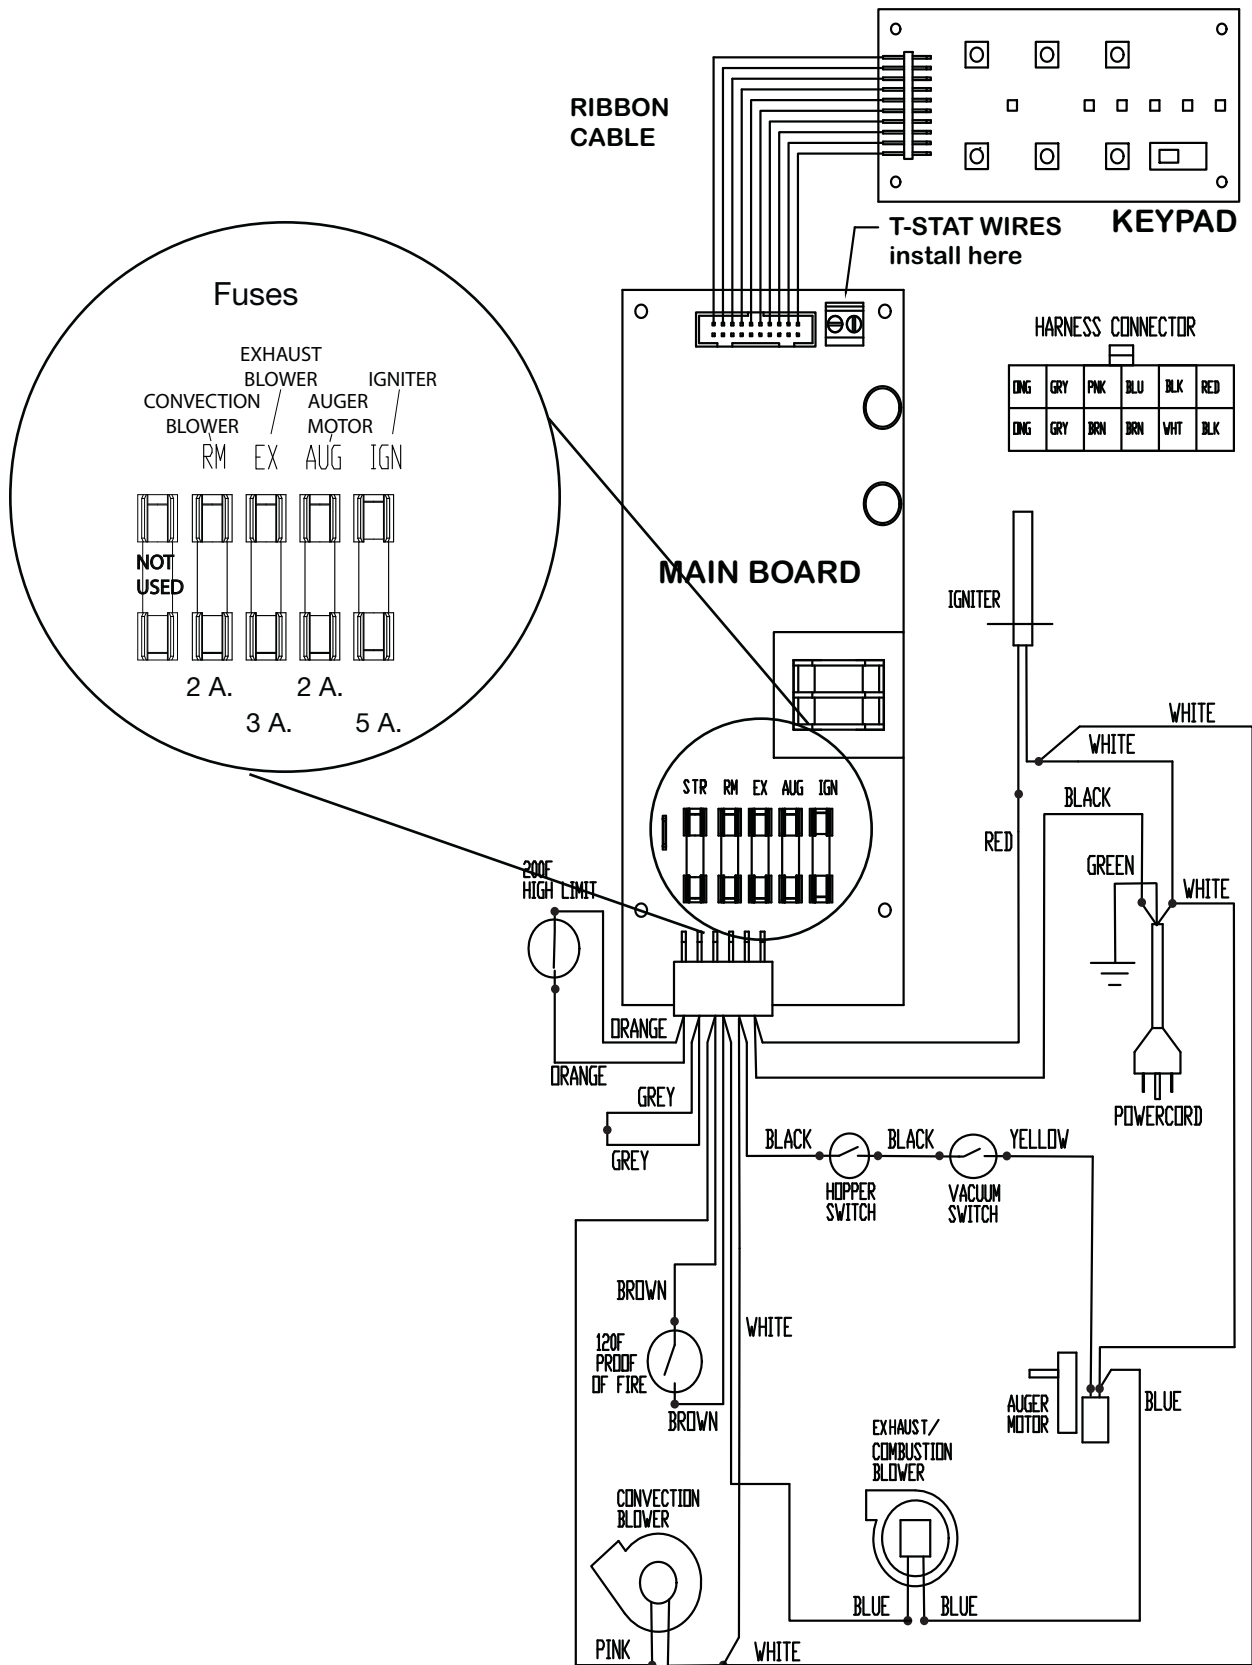 RIBBON
CABLE
KEYPAD
T-STAT WIRES
install here
Fuses
EXHAUST
BLOWER
IGNITER
CONVECTION
BLOWER
AUGER
MOTOR
RM EX AUG IGN
NOT
USED
2 A. 2 A.
3 A. 5 A.
HARNESS CONNECTOR
ONG GRY PNK BLU BLK RED
ONG GRY BRN BRN WHT BLK
MAIN BOARD
IGNITER
STR RM EX AUG IGN
WHITE
WHITE
BLACK
RED
GREEN
WHITE
200F
HIGH LIMIT
ORANGE
ORANGE
POWERCORD
GREY
GREY
BLACK BLACK YELLOW
HOPPER
SWITCH
VACUUM
SWITCH
BROWN
WHITE
120F
PROOF
OF FIRE
BROWN
AUGER
MOTOR
BLUE
EXHAUST/
COMBUSTION
BLOWER
CONVECTION
BLOWER
BLUE BLUE
PINK WHITE